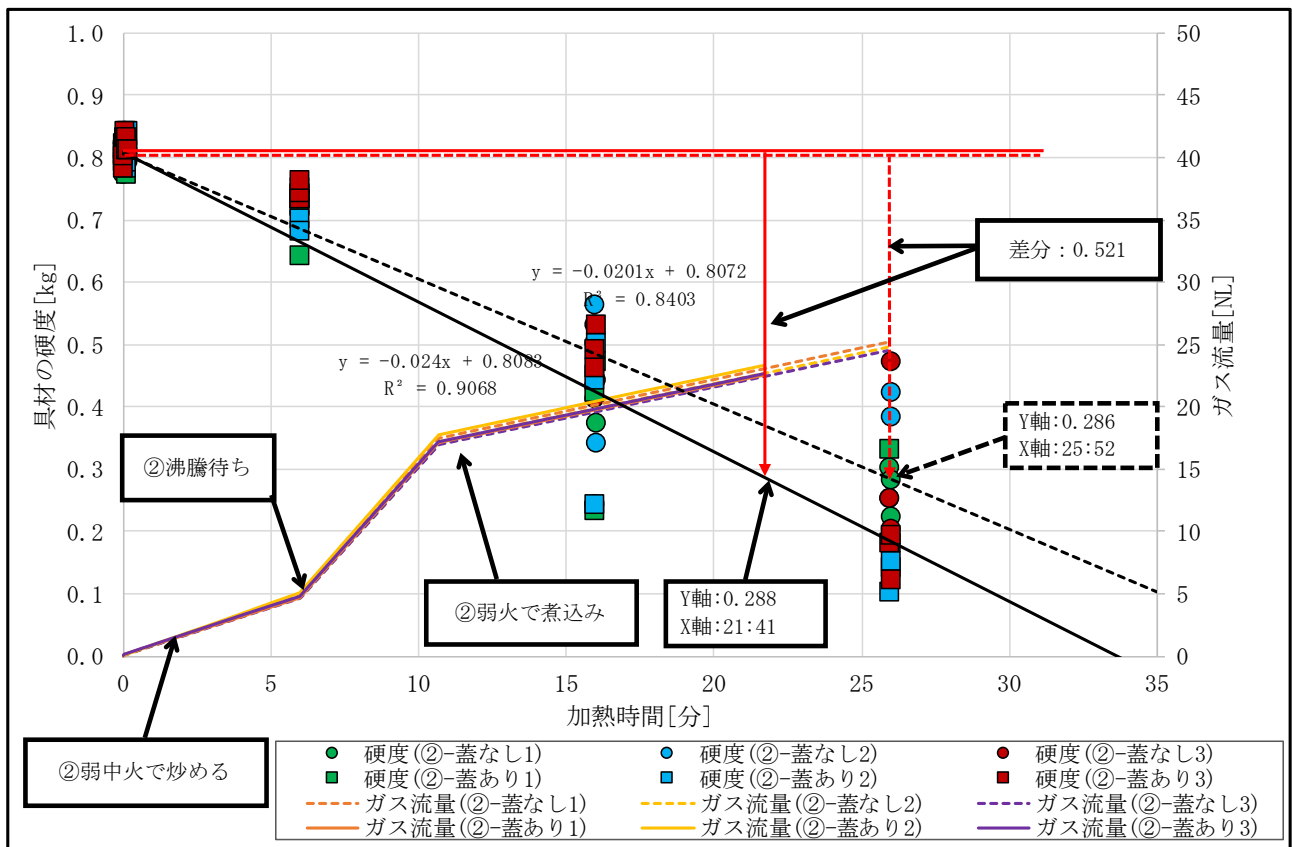 1.0
0.9
0.8
0.7
0.6
0.5
0.4
0.3
0.2
0.1
0.0
具材の硬度[kg]
50
45
40
35
30
25
20
15
10
5
0
ガス流量[NL]
差分：0.521
y = -0.0201x + 0.8072
R² = 0.8403
y = -0.024x + 0.8083
R² = 0.9068
Y軸:0.286
X軸:25:52
②沸騰待ち
②弱火で煮込み
Y軸:0.288
X軸:21:41
0 5 10 15 20 25 30 35
加熱時間[分]
②弱中火で炒める
硬度(②-蓋なし1) 硬度(②-蓋なし2) 硬度(②-蓋なし3)
硬度(②-蓋あり1) 硬度(②-蓋あり2) 硬度(②-蓋あり3)
ガス流量(②-蓋なし1) ガス流量(②-蓋なし2) ガス流量(②-蓋なし3)
ガス流量(②-蓋あり1) ガス流量(②-蓋あり2) ガス流量(②-蓋あり3)